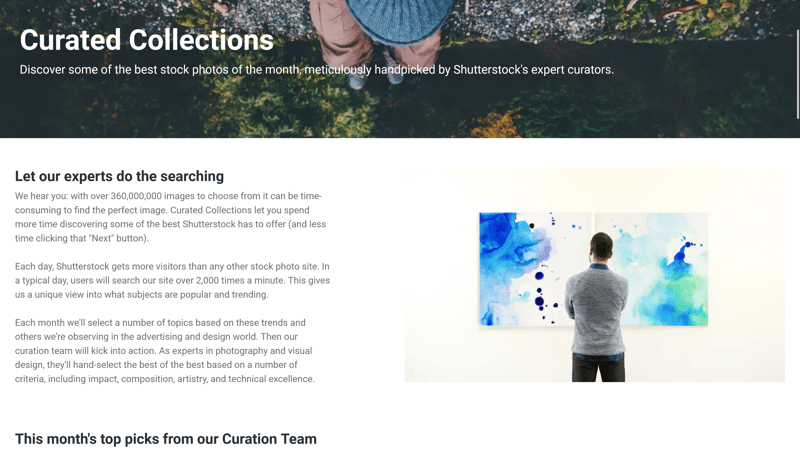 Curated Collections
Discover some of the best stock photos of the month, meticulously handpicked by Shutterstock's expert curators.
Let our experts do the searching
We hear you: with over 360,000,000 images to choose from it can be time-
consuming to find the perfect image. Curated Collections let you spend
more time discovering some of the best Shutterstock has to offer (and less
time clicking that "Next" button).
Each day, Shutterstock gets more visitors than any other stock photo site. In
a typical day, users will search our site over 2,000 times a minute. This gives
us a unique view into what subjects are popular and trending.
Each month we'll select a number of topics based on these trends and
others we're observing in the advertising and design world. Then our
curation team will kick into action. As experts in photography and visual
design, they'll hand-select the best of the best based on a number of
criteria, including impact, composition, artistry, and technical excellence.
This month's top picks from our Curation Team